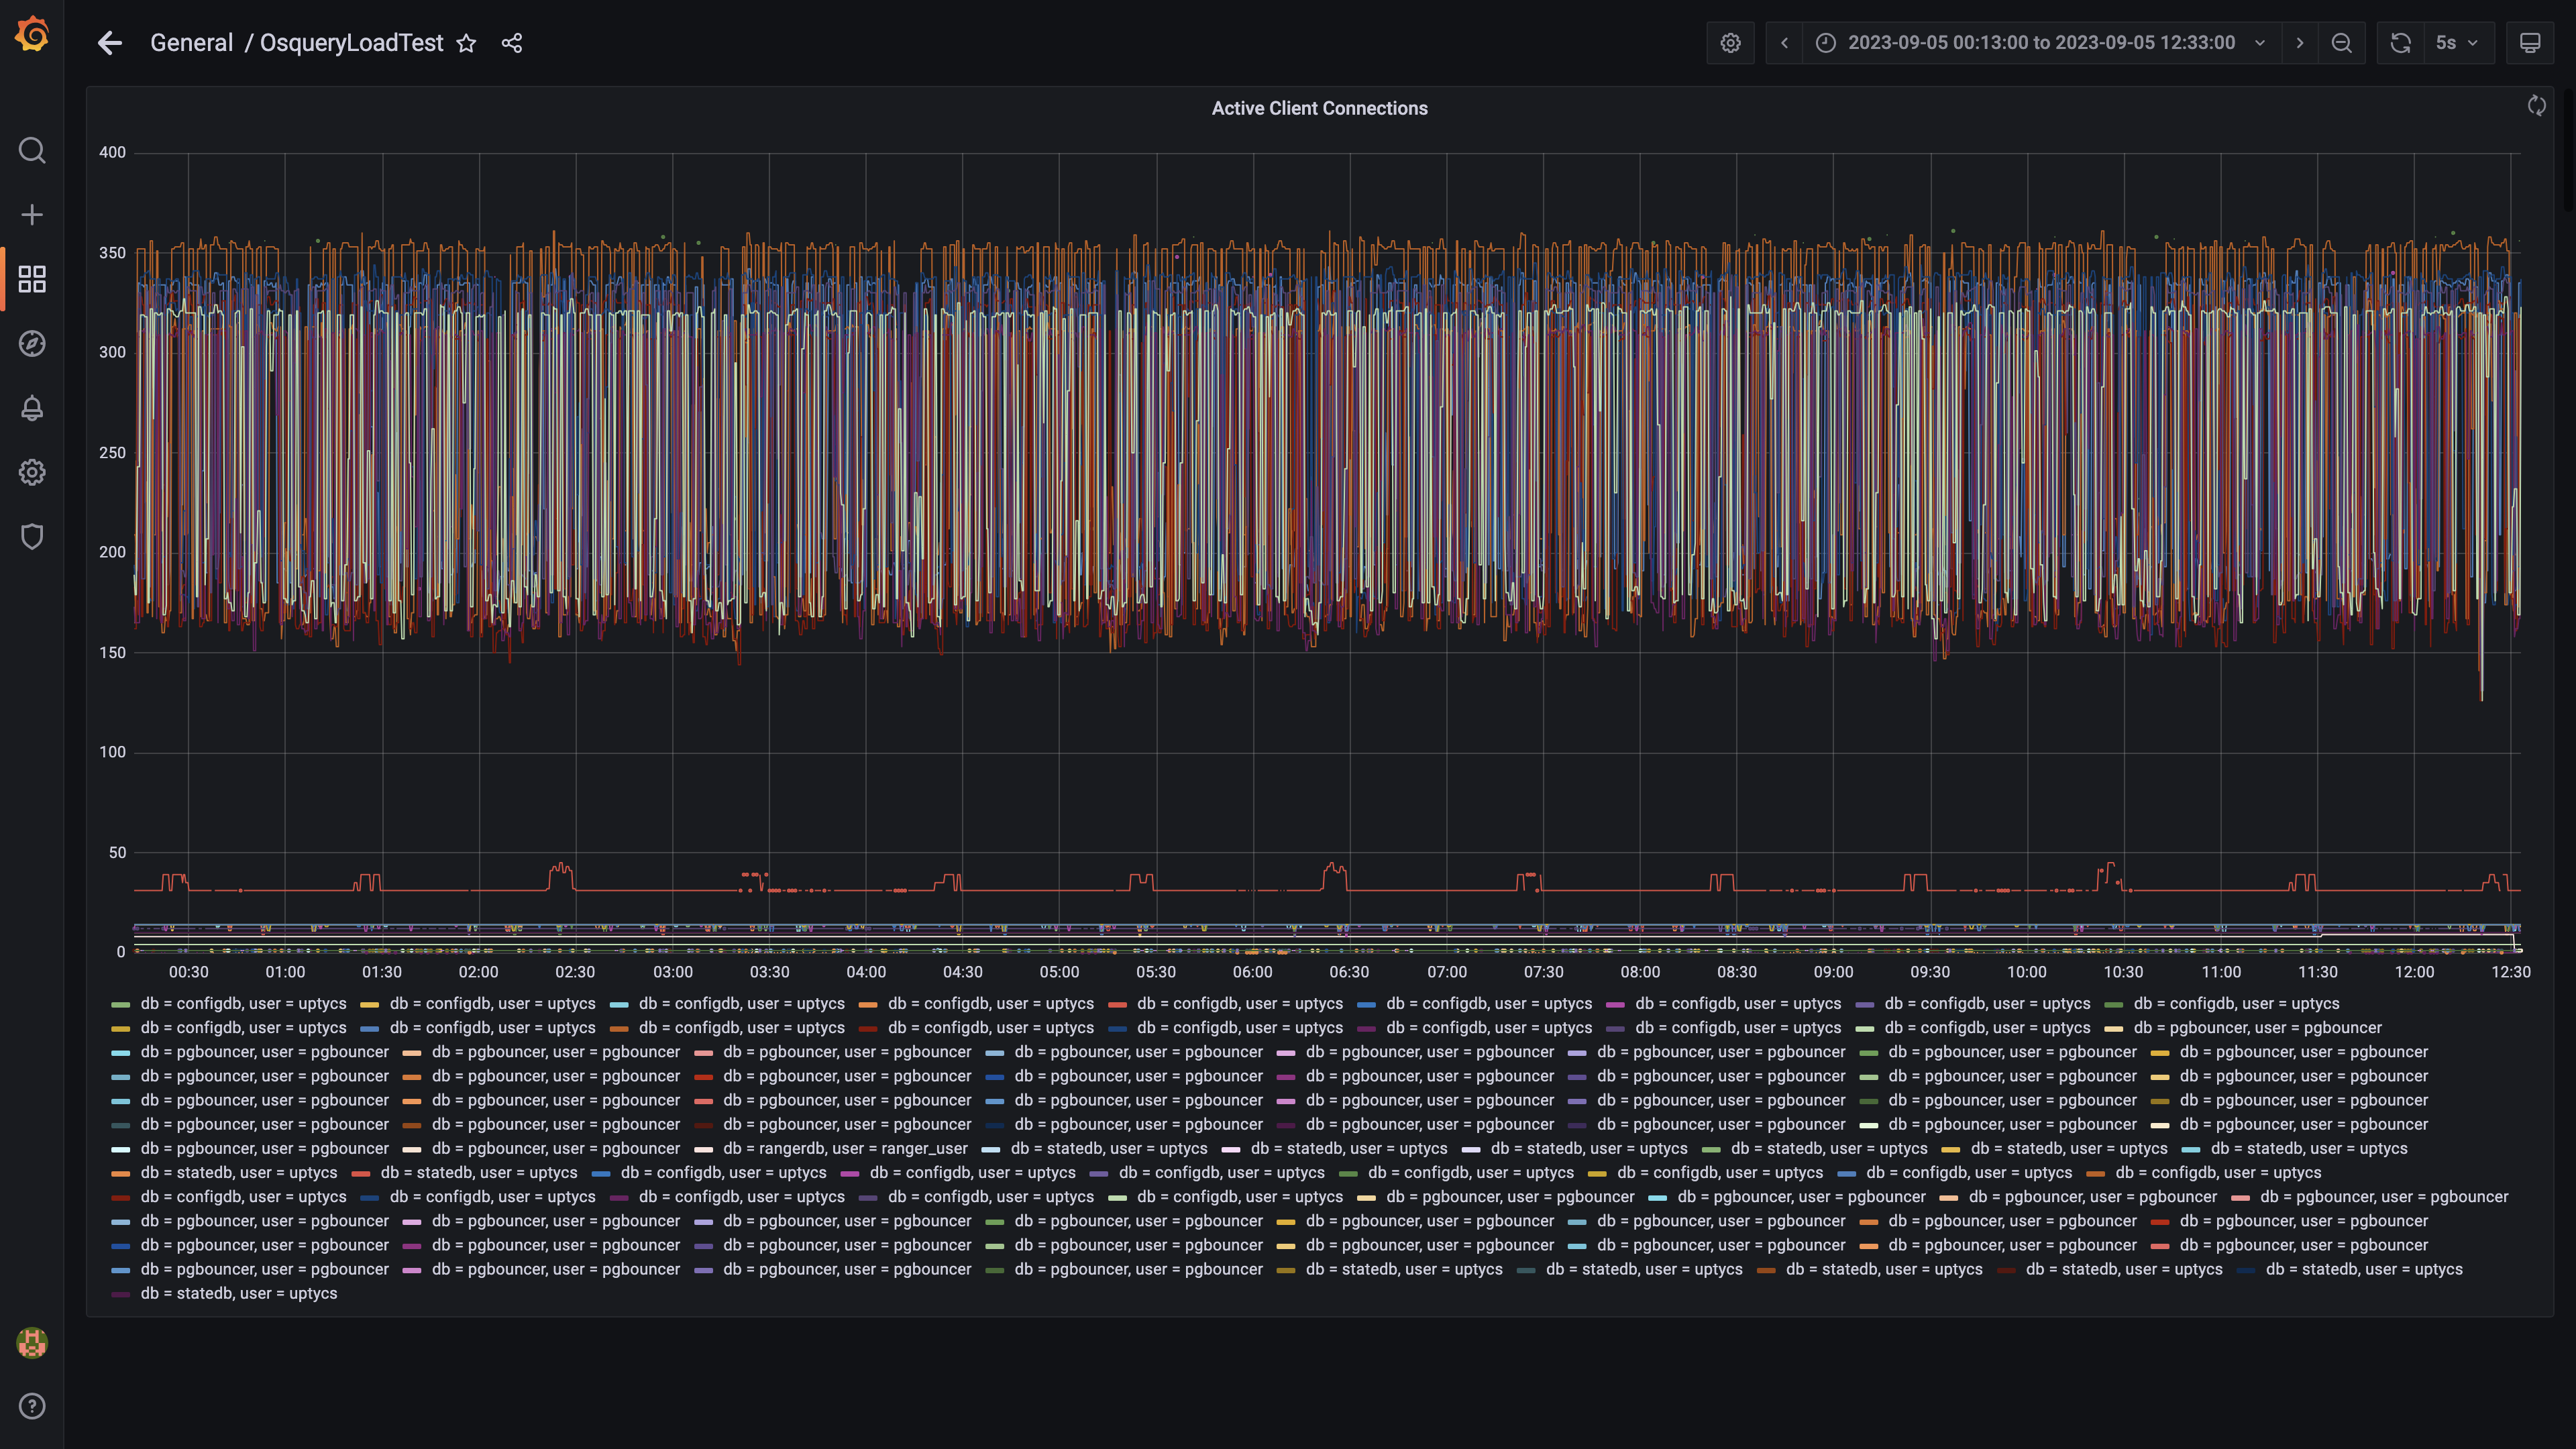 General / OsqueryLoadTest
2023-09-05 00:13:00 to 2023-09-05 12:33:00
5s
Active Client Connections
400
350
300
250
200
150
100
50
0
00:30 01:00 01:30 02:00 02:30 03:00 03:30 04:00 04:30 05:00 05:30 06:00 06:30 07:00 07:30 08:00 08:30 09:00 09:30 10:00 10:30 11:00 11:30 12:00 12:30
db = configdb, user = uptycs db = configdb, user = uptycs db = configdb, user = uptycs db = configdb, user = uptycs db = configdb, user = uptycs db = configdb, user = uptycs db = configdb, user = uptycs db = configdb, user = uptycs db = configdb, user = uptycs
db = configdb, user = uptycs db = configdb, user = uptycs db = configdb, user = uptycs db = configdb, user = uptycs db = configdb, user = uptycs db = configdb, user = uptycs db = configdb, user = uptycs db = configdb, user = uptycs db = pgbouncer, user = pgbouncer
db = pgbouncer, user = pgbouncer db = pgbouncer, user = pgbouncer db = pgbouncer, user = pgbouncer db = pgbouncer, user = pgbouncer db = pgbouncer, user = pgbouncer db = pgbouncer, user = pgbouncer db = pgbouncer, user = pgbouncer db = pgbouncer, user = pgbouncer
db = pgbouncer, user = pgbouncer db = pgbouncer, user = pgbouncer db = pgbouncer, user = pgbouncer db = pgbouncer, user = pgbouncer db = pgbouncer, user = pgbouncer db = pgbouncer, user = pgbouncer db = pgbouncer, user = pgbouncer db = pgbouncer, user = pgbouncer
db = pgbouncer, user = pgbouncer db = pgbouncer, user = pgbouncer db = pgbouncer, user = pgbouncer db = pgbouncer, user = pgbouncer db = pgbouncer, user = pgbouncer db = pgbouncer, user = pgbouncer db = pgbouncer, user = pgbouncer db = pgbouncer, user = pgbouncer
db = pgbouncer, user = pgbouncer db = pgbouncer, user = pgbouncer db = pgbouncer, user = pgbouncer db = pgbouncer, user = pgbouncer db = pgbouncer, user = pgbouncer db = pgbouncer, user = pgbouncer db = pgbouncer, user = pgbouncer db = pgbouncer, user = pgbouncer
db = pgbouncer, user = pgbouncer db = pgbouncer, user = pgbouncer db = rangerdb, user = ranger_user db = statedb, user = uptycs db = statedb, user = uptycs db = statedb, user = uptycs db = statedb, user = uptycs db = statedb, user = uptycs db = statedb, user = uptycs
db = statedb, user = uptycs db = statedb, user = uptycs db = configdb, user = uptycs db = configdb, user = uptycs db = configdb, user = uptycs db = configdb, user = uptycs db = configdb, user = uptycs db = configdb, user = uptycs db = configdb, user = uptycs
db = configdb, user = uptycs db = configdb, user = uptycs db = configdb, user = uptycs db = configdb, user = uptycs db = configdb, user = uptycs db = pgbouncer, user = pgbouncer db = pgbouncer, user = pgbouncer db = pgbouncer, user = pgbouncer db = pgbouncer, user = pgbouncer
db = pgbouncer, user = pgbouncer db = pgbouncer, user = pgbouncer db = pgbouncer, user = pgbouncer db = pgbouncer, user = pgbouncer db = pgbouncer, user = pgbouncer db = pgbouncer, user = pgbouncer db = pgbouncer, user = pgbouncer db = pgbouncer, user = pgbouncer
db = pgbouncer, user = pgbouncer db = pgbouncer, user = pgbouncer db = pgbouncer, user = pgbouncer db = pgbouncer, user = pgbouncer db = pgbouncer, user = pgbouncer db = pgbouncer, user = pgbouncer db = pgbouncer, user = pgbouncer db = pgbouncer, user = pgbouncer
db = pgbouncer, user = pgbouncer db = pgbouncer, user = pgbouncer db = pgbouncer, user = pgbouncer db = pgbouncer, user = pgbouncer db = statedb, user = uptycs db = statedb, user = uptycs db = statedb, user = uptycs db = statedb, user = uptycs db = statedb, user = uptycs
db = statedb, user = uptycs